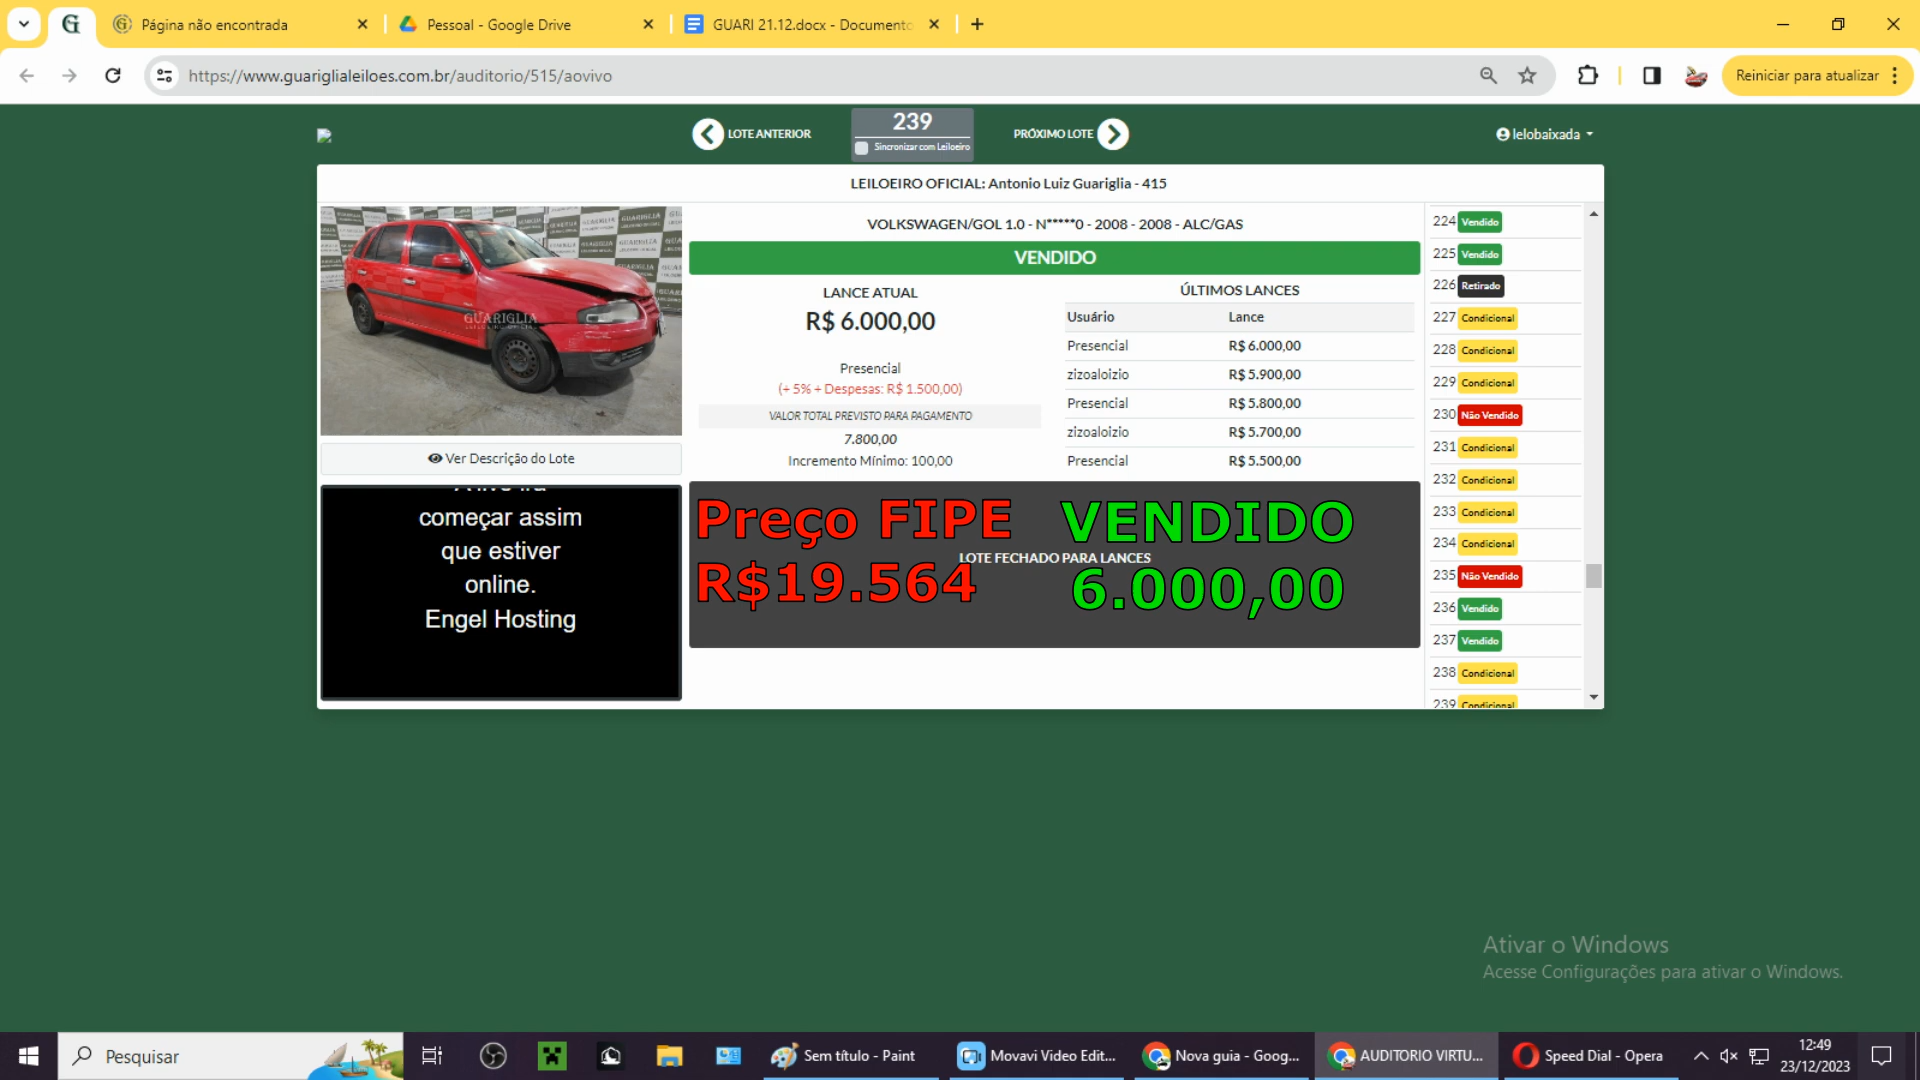 Página não encontrada
Pessoal - Google Drive
GUARI 21.12.docx - Documento
https://www.guariglialeiloes.com.br/auditorio/515/aovivo
Reiniciar para atualizar
LOTE ANTERIOR
239
Sincronizar com Leiloeiro
PRÓXIMO LOTE
lelobaixada
LEILOEIRO OFICIAL: Antonio Luiz Guariglia - 415
GUARIGLIA
VOLKSWAGEN/GOL 1.0 - N*****0 - 2008 - 2008 - ALC/GAS
VENDIDO
LANCE ATUAL
R$ 6.000,00
Presencial
(+ 5% + Despesas: R$ 1.500,00)
VALOR TOTAL PREVISTO PARA PAGAMENTO
7.800,00
Incremento Mínimo: 100,00
ÚLTIMOS LANCES
Usuário Lance
Presencial R$ 6.000,00
zizoaloizio R$ 5.900,00
Presencial R$ 5.800,00
zizoaloizio R$ 5.700,00
Presencial R$ 5.500,00
Ver Descrição do Lote
começar assim
que estiver
online.
Engel Hosting
Preço FIPE
R$19.564
LOTE FECHADO PARA LANCES
VENDIDO
6.000,00
224 Vendido
225 Vendido
226 Retirado
227 Condicional
228 Condicional
229 Condicional
230 Não Vendido
231 Condicional
232 Condicional
233 Condicional
234 Condicional
235 Não Vendido
236 Vendido
237 Vendido
238 Condicional
239 Condicional
Ativar o Windows
Acesse Configurações para ativar o Windows.
Pesquisar
Sem título - Paint
Movavi Video Edit...
Nova guia - Goog...
AUDITORIO VIRTU...
Speed Dial - Opera
12:49
23/12/2023